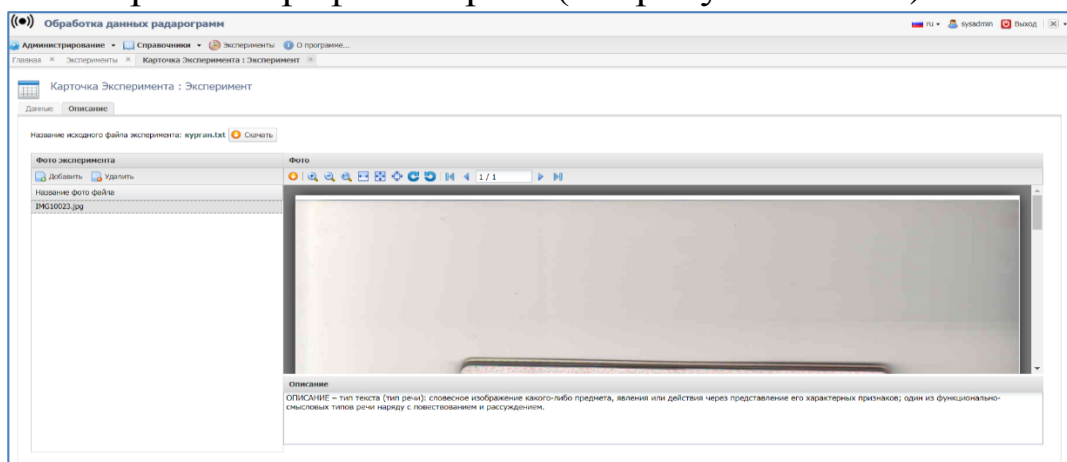 Обработка данных радарограмм
ru sysadmin Выход
Администрирование Справочники Эксперименты О программе...
Главная Эксперименты Карточка Эксперимента : Эксперимент
Карточка Эксперимента : Эксперимент
Данные Описание
Название исходного файла эксперимента: курган.txt Скачать
Фото эксперимента Фото
Добавить Удалить 1 / 1
Название фото файла
IMG10023.jpg
Описание
ОПИСАНИЕ – тип текста (тип речи): словесное изображение какого-либо предмета, явления или действия через представление его характерных признаков; один из функционально-
смысловых типов речи наряду с повествованием и рассуждением.